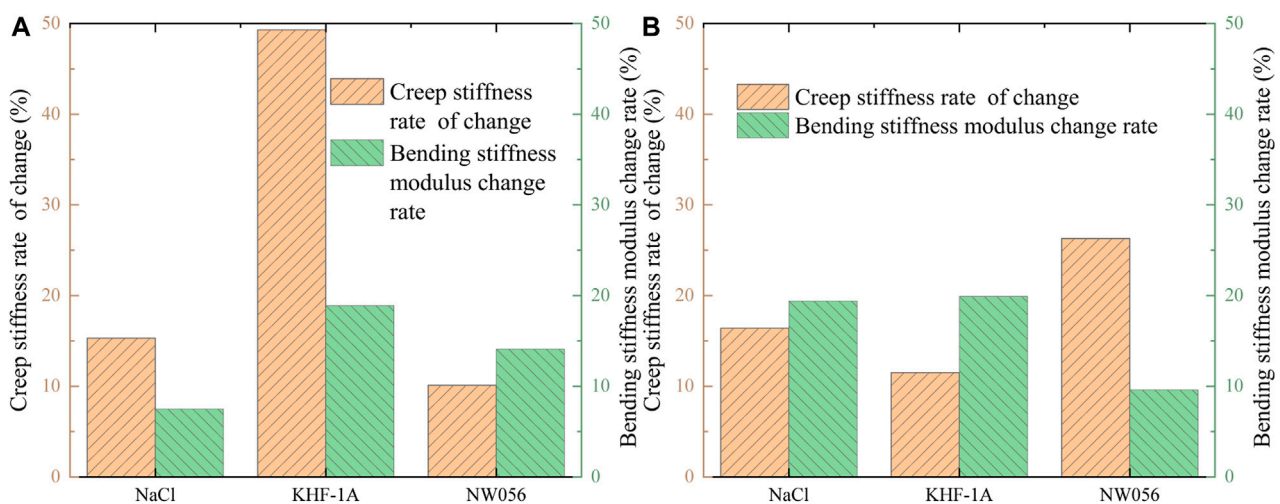 A
Creep stiffness rate of change (%)
50
40
30
20
10
0
Creep stiffness
rate of change
Bending stiffness
modulus change
rate
NaCl
KHF-1A
NW056
50
40
30
20
10
0
Bending stiffness modulus change rate (%)
B
Creep stiffness rate of change (%)
50
40
30
20
10
0
Creep stiffness rate of change
Bending stiffness modulus change rate
NaCl
KHF-1A
NW056
50
40
30
20
10
0
Bending stiffness modulus change rate (%)